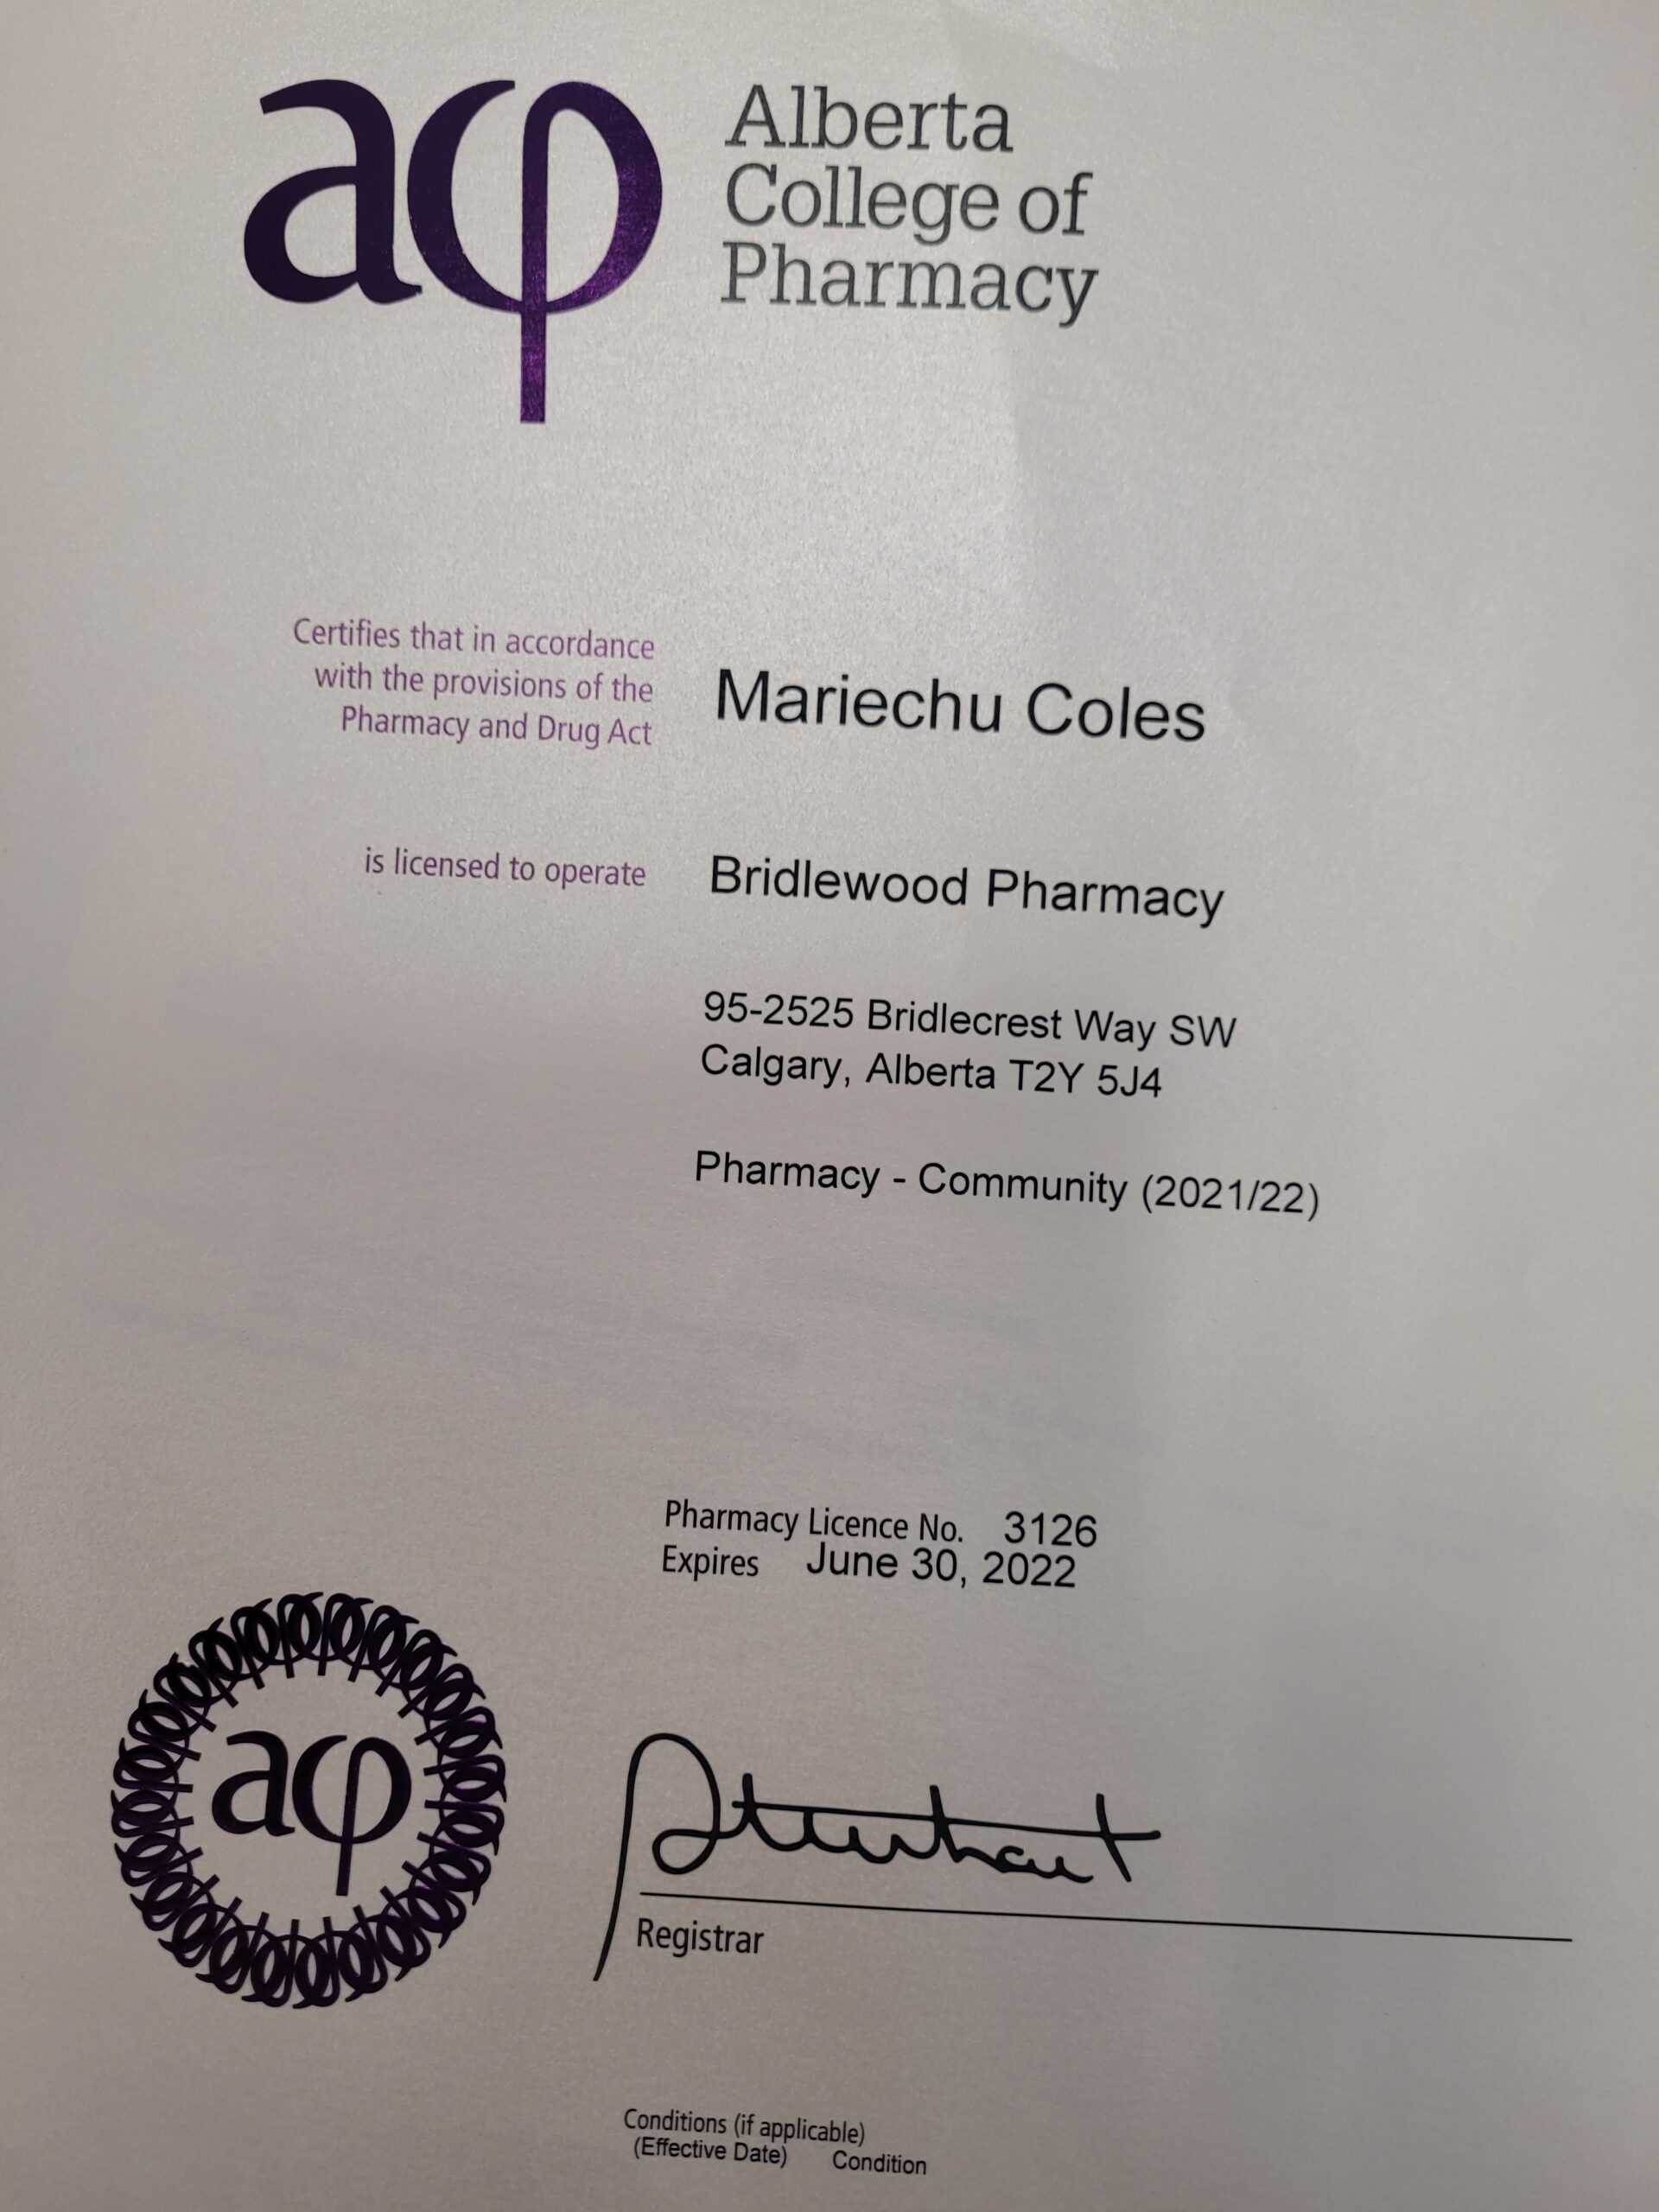 aφ
Alberta
College of
Pharmacy
Certifies that in accordance
with the provisions of the
Pharmacy and Drug Act
Mariechu Coles
is licensed to operate
Bridlewood Pharmacy
95-2525 Bridlecrest Way SW
Calgary, Alberta T2Y 5J4
Pharmacy - Community (2021/22)
Pharmacy Licence No. 3126
Expires June 30, 2022
aφ
Registrar
Conditions (if applicable)
(Effective Date) Condition